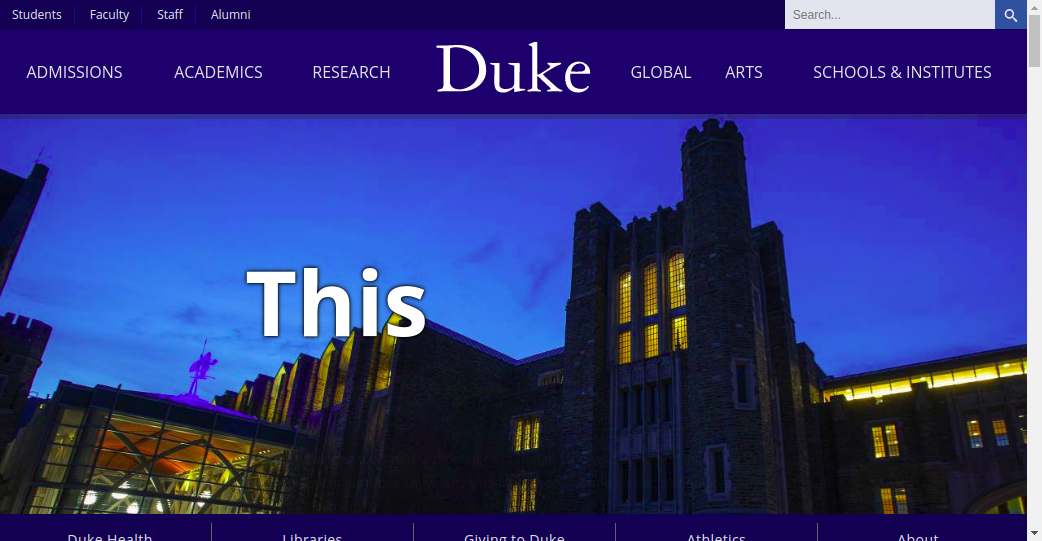 Students Faculty Staff Alumni Search...
ADMISSIONS ACADEMICS RESEARCH Duke GLOBAL ARTS SCHOOLS & INSTITUTES
This
Duke Health Libraries Giving to Duke Athletics About